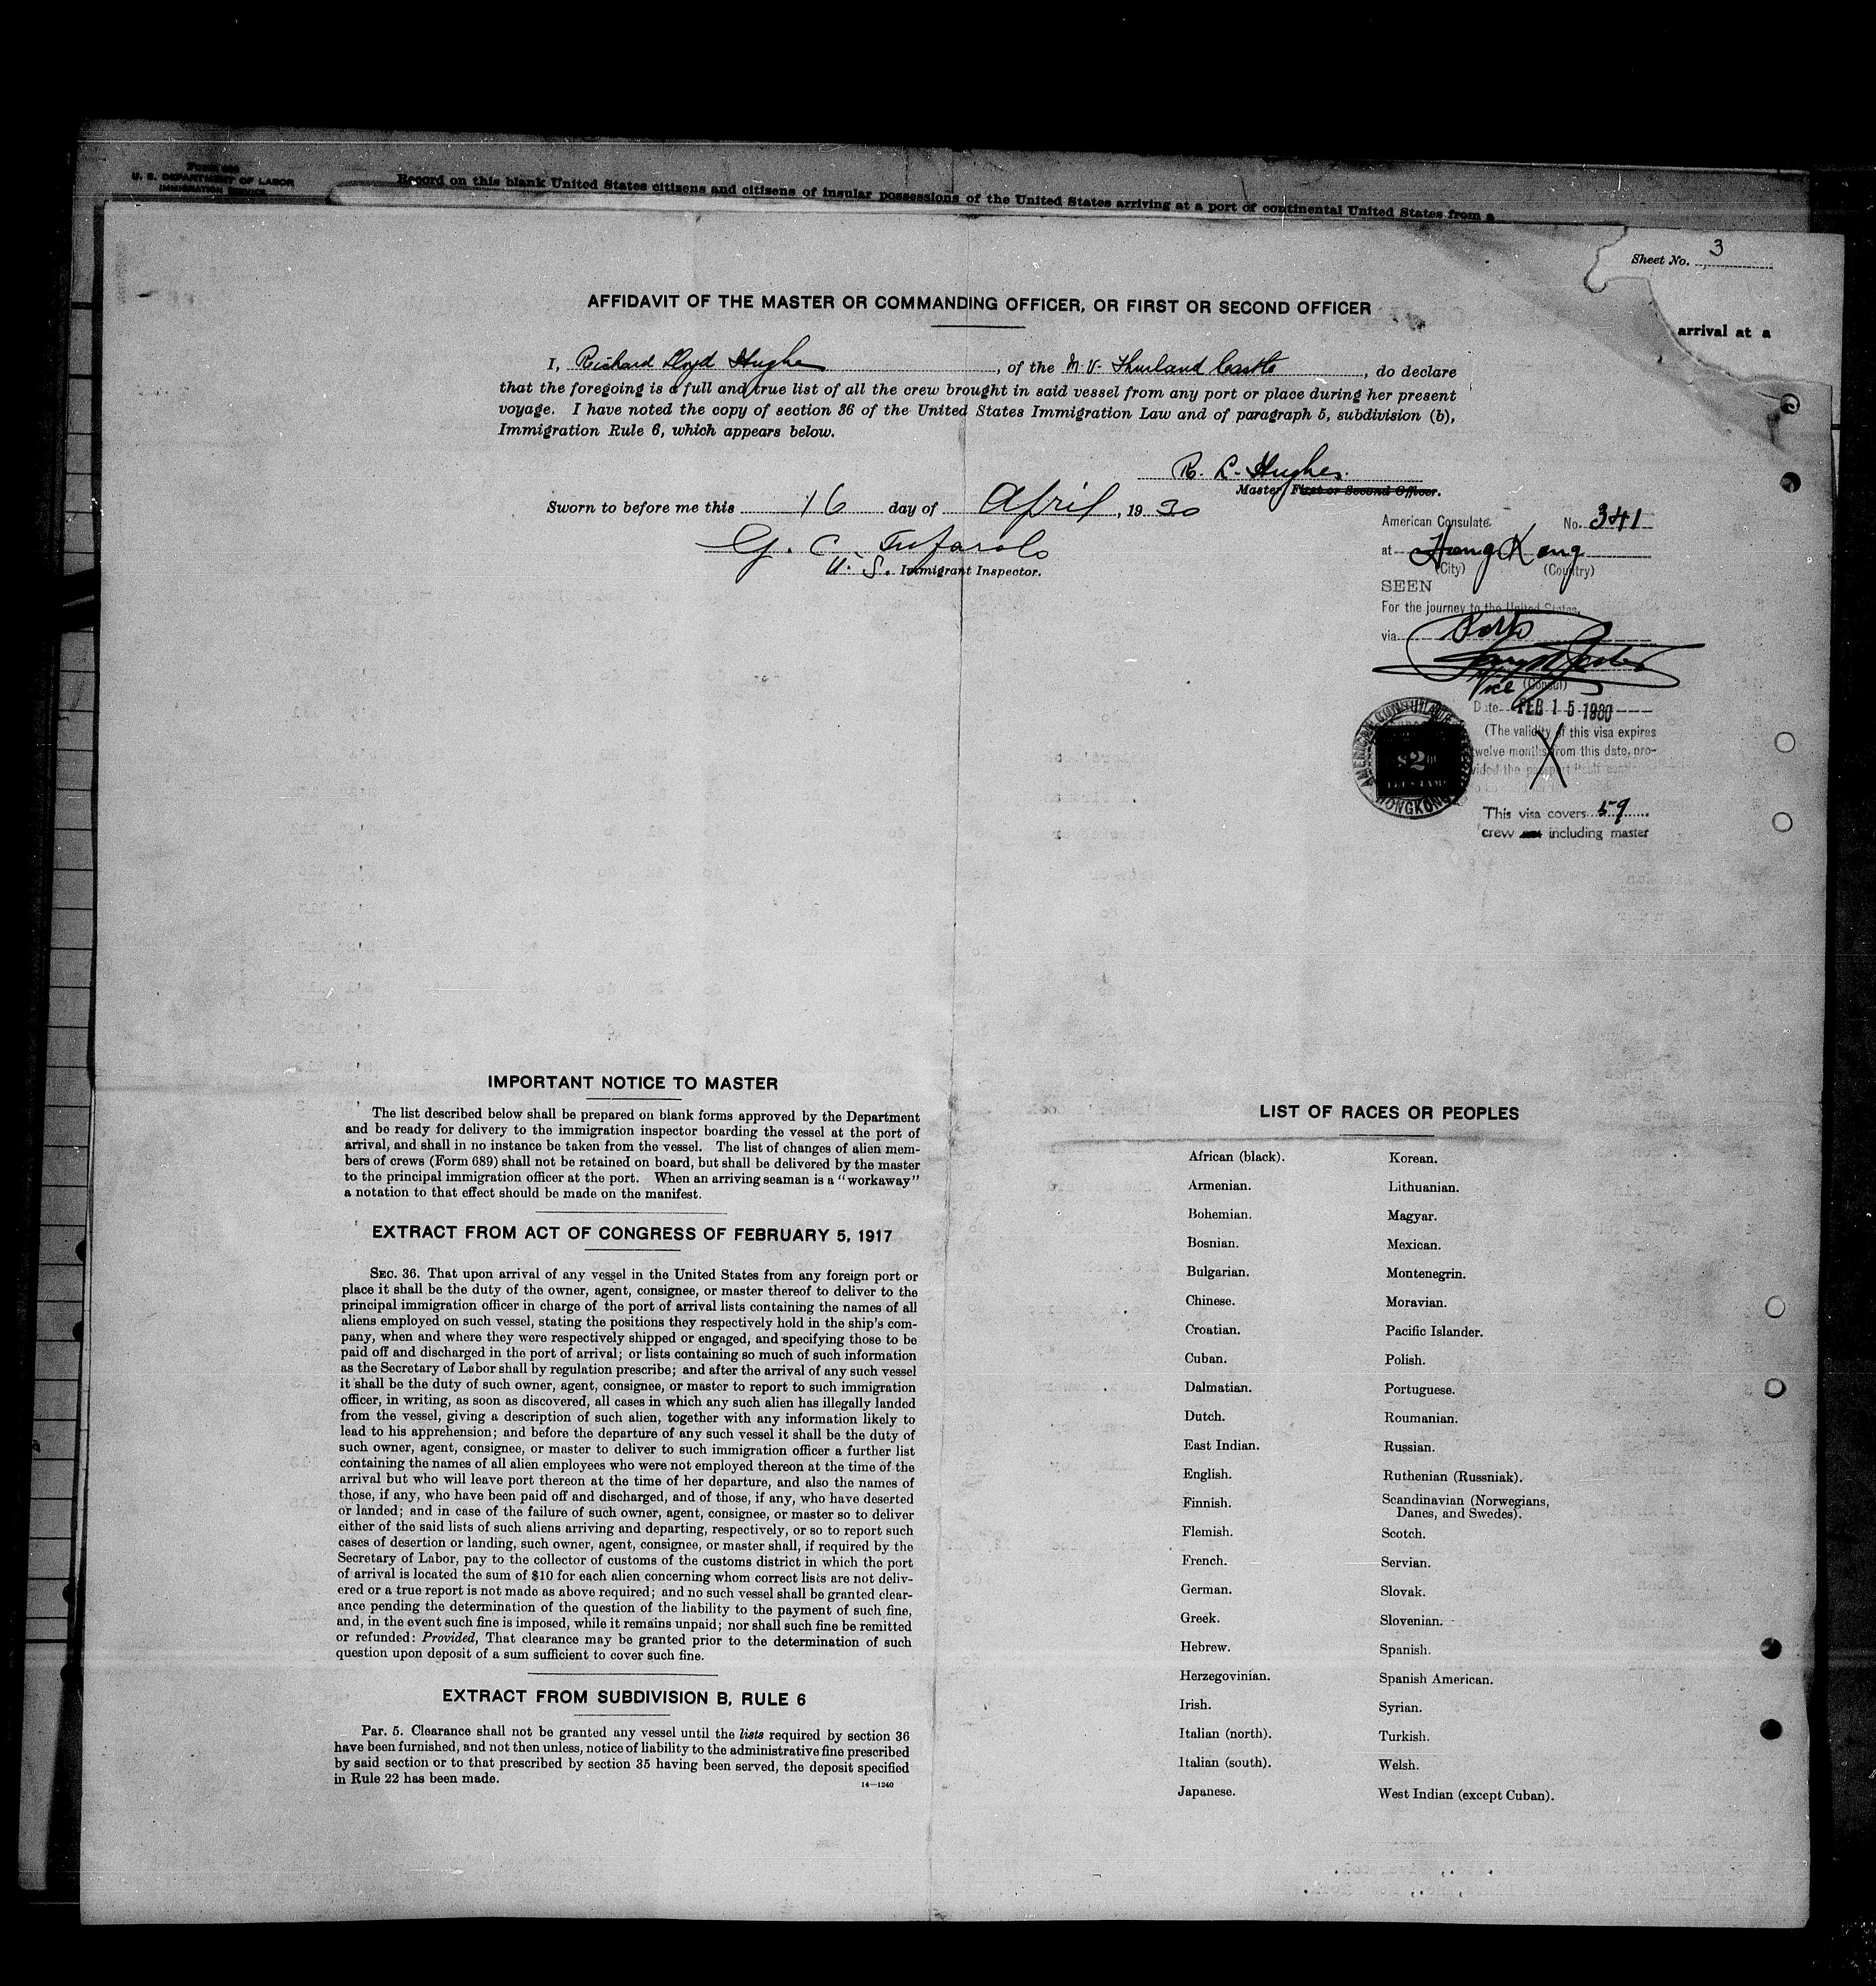 U. S. DEPARTMENT OF LABOR
IMMIGRATION SERVICE
Record on this blank United States citizens and citizens of insular possessions of the United States arriving at a port of continental United States from a
Sheet No. 3
arrival at a
AFFIDAVIT OF THE MASTER OR COMMANDING OFFICER, OR FIRST OR SECOND OFFICER
I, Richard Lloyd Hughes, of the M.V. Thurland Castle, do declare
that the foregoing is a full and true list of all the crew brought in said vessel from any port or place during her present
voyage. I have noted the copy of section 36 of the United States Immigration Law and of paragraph 5, subdivision (b),
Immigration Rule 6, which appears below.
R. L. Hughes.
Master, First or Second Officer.
Sworn to before me this 16 day of April, 1930
G. C. Tufarolo
U. S. Immigrant Inspector.
American Consulate No. 341
at Hong Kong
(City) (Country)
SEEN
For the journey to the United States.
via Ports
Vice (Consul)
Date FEB 15 1930
(The validity of this visa expires
twelve months from this date, pro-
vided the passport
AMERICAN CONSULATE
$2
HONGKONG
This visa covers 59
crew including master
IMPORTANT NOTICE TO MASTER
The list described below shall be prepared on blank forms approved by the Department
and be ready for delivery to the immigration inspector boarding the vessel at the port of
arrival, and shall in no instance be taken from the vessel. The list of changes of alien mem-
bers of crews (Form 689) shall not be retained on board, but shall be delivered by the master
to the principal immigration officer at the port. When an arriving seaman is a "workaway"
a notation to that effect should be made on the manifest.
EXTRACT FROM ACT OF CONGRESS OF FEBRUARY 5, 1917
SEC. 36. That upon arrival of any vessel in the United States from any foreign port or
place it shall be the duty of the owner, agent, consignee, or master thereof to deliver to the
principal immigration officer in charge of the port of arrival lists containing the names of all
aliens employed on such vessel, stating the positions they respectively hold in the ship's com-
pany, when and where they were respectively shipped or engaged, and specifying those to be
paid off and discharged in the port of arrival; or lists containing so much of such information
as the Secretary of Labor shall by regulation prescribe; and after the arrival of any such vessel
it shall be the duty of such owner, agent, consignee, or master to report to such immigration
officer, in writing, as soon as discovered, all cases in which any such alien has illegally landed
from the vessel, giving a description of such alien, together with any information likely to
lead to his apprehension; and before the departure of any such vessel it shall be the duty of
such owner, agent, consignee, or master to deliver to such immigration officer a further list
containing the names of all alien employees who were not employed thereon at the time of the
arrival but who will leave port thereon at the time of her departure, and also the names of
those, if any, who have been paid off and discharged, and of those, if any, who have deserted
or landed; and in case of the failure of such owner, agent, consignee, or master so to deliver
either of the said lists of such aliens arriving and departing, respectively, or so to report such
cases of desertion or landing, such owner, agent, consignee, or master shall, if required by the
Secretary of Labor, pay to the collector of customs of the customs district in which the port
of arrival is located the sum of $10 for each alien concerning whom correct lists are not deliv-
ered or a true report is not made as above required; and no such vessel shall be granted clear-
ance pending the determination of the question of the liability to the payment of such fine,
and, in the event such fine is imposed, while it remains unpaid; nor shall such fine be remitted
or refunded: Provided, That clearance may be granted prior to the determination of such
question upon deposit of a sum sufficient to cover such fine.
EXTRACT FROM SUBDIVISION B, RULE 6
Par. 5. Clearance shall not be granted any vessel until the lists required by section 36
have been furnished, and not then unless, notice of liability to the administrative fine prescribed
by said section or to that prescribed by section 35 having been served, the deposit specified
in Rule 22 has been made.
14—1240
LIST OF RACES OR PEOPLES
African (black).
Armenian.
Bohemian.
Bosnian.
Bulgarian.
Chinese.
Croatian.
Cuban.
Dalmatian.
Dutch.
East Indian.
English.
Finnish.
Flemish.
French.
German.
Greek.
Hebrew.
Herzegovinian.
Irish.
Italian (north).
Italian (south).
Japanese.
Korean.
Lithuanian.
Magyar.
Mexican.
Montenegrin.
Moravian.
Pacific Islander.
Polish.
Portuguese.
Roumanian.
Russian.
Ruthenian (Russniak).
Scandinavian (Norwegians,
Danes, and Swedes).
Scotch.
Servian.
Slovak.
Slovenian.
Spanish.
Spanish American.
Syrian.
Turkish.
Welsh.
West Indian (except Cuban).